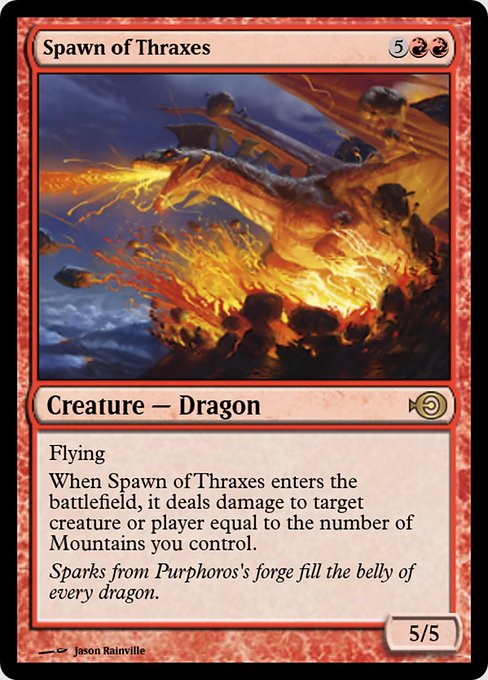 Spawn of Thraxes 5
Creature — Dragon
Flying
When Spawn of Thraxes enters the
battlefield, it deals damage to target
creature or player equal to the number of
Mountains you control.
Sparks from Purphoros's forge fill the belly of
every dragon.
5/5
Jason Rainville